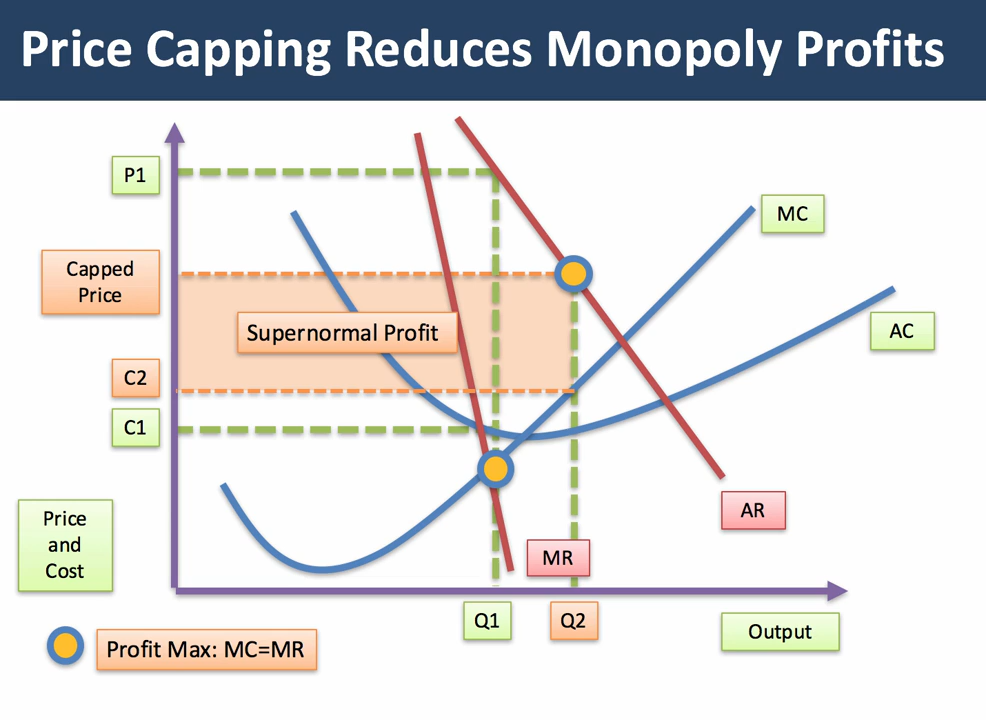 Price Capping Reduces Monopoly Profits
P1
MC
Capped
Price
AC
Supernormal Profit
C2
C1
Price
and
Cost
AR
MR
Q1
Q2
Output
Profit Max: MC=MR